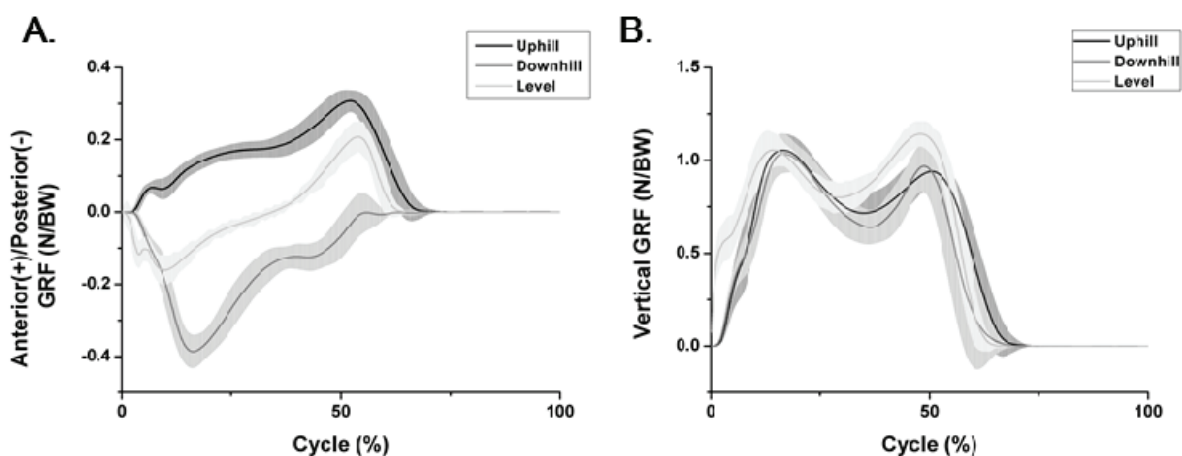 A.
Uphill
Downhill
Level
0.4
0.2
0.0
-0.2
-0.4
Anterior(+)/Posterior(-)
GRF (N/BW)
0
50
100
Cycle (%)
B.
Uphill
Downhill
Level
1.5
1.0
0.5
0.0
Vertical GRF (N/BW)
0
50
100
Cycle (%)